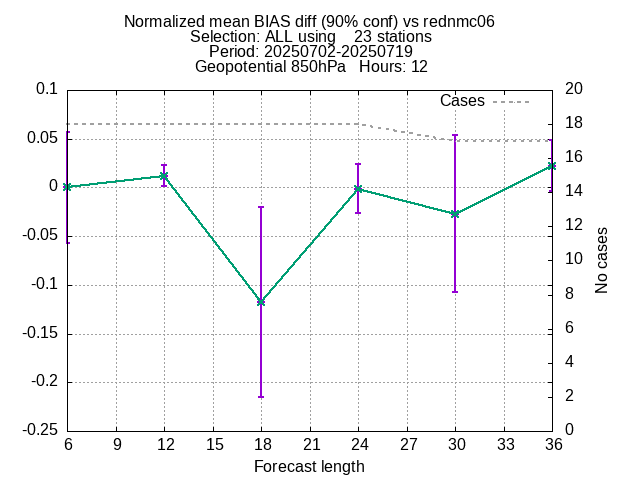 Normalized mean BIAS diff (90% conf) vs rednmc06
Selection: ALL using    23 stations
Period: 20250702-20250719
Geopotential 850hPa   Hours: 12
Cases
0.1
0.05
0
-0.05
-0.1
-0.15
-0.2
-0.25
20
18
16
14
12
10
8
6
4
2
0
No cases
6 9 12 15 18 21 24 27 30 33 36
Forecast length